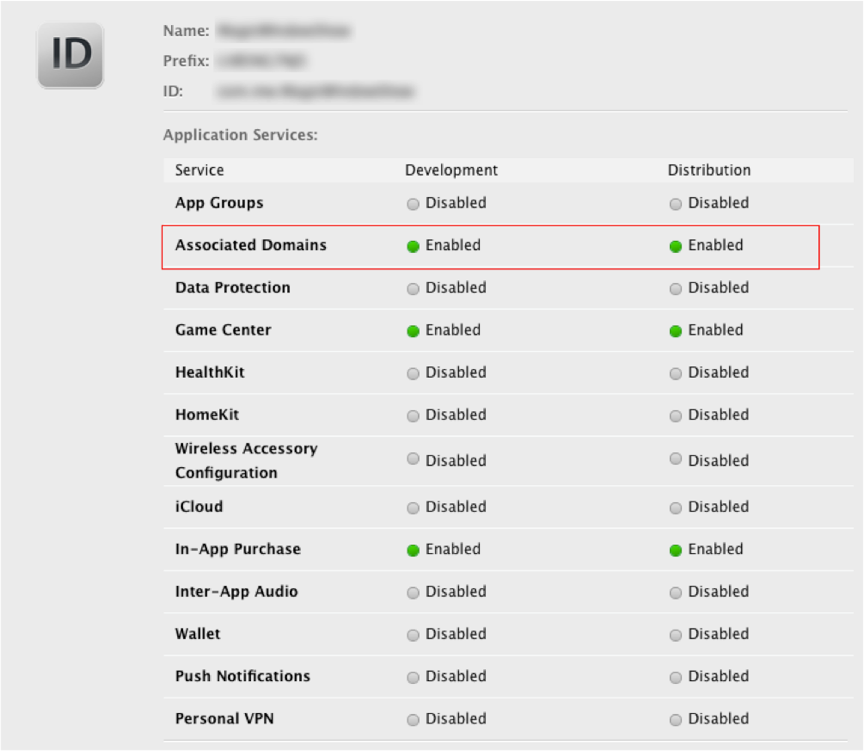 ID
Name:
Prefix:
ID:
Application Services:
Service Development Distribution
App Groups Disabled Disabled
Associated Domains Enabled Enabled
Data Protection Disabled Disabled
Game Center Enabled Enabled
HealthKit Disabled Disabled
HomeKit Disabled Disabled
Wireless Accessory
Configuration Disabled Disabled
iCloud Disabled Disabled
In-App Purchase Enabled Enabled
Inter-App Audio Disabled Disabled
Wallet Disabled Disabled
Push Notifications Disabled Disabled
Personal VPN Disabled Disabled